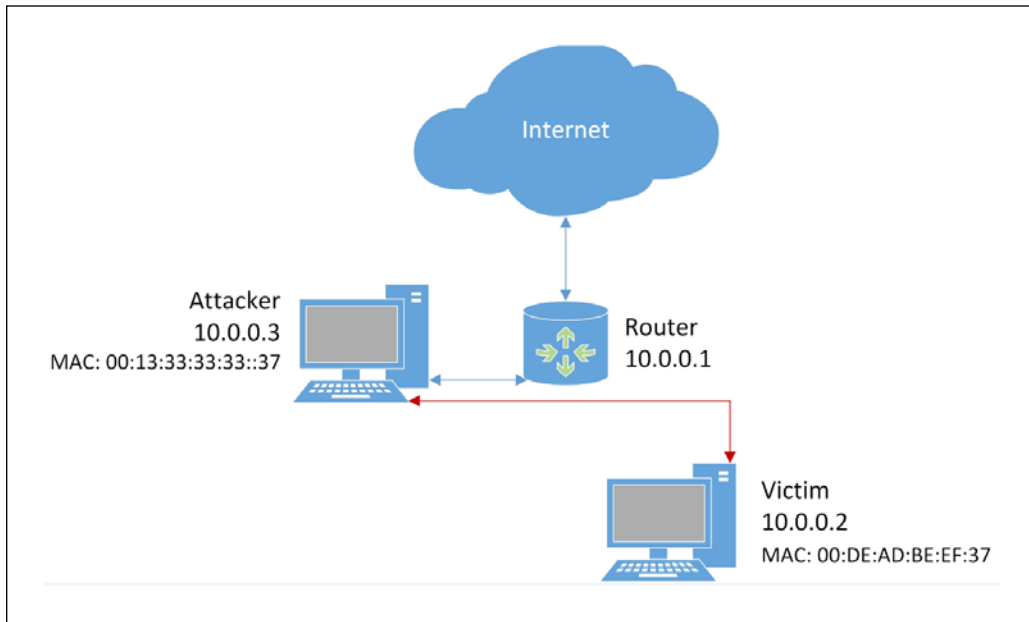 Internet
Attacker
10.0.0.3
MAC: 00:13:33:33:33::37
Router
10.0.0.1
Victim
10.0.0.2
MAC: 00:DE:AD:BE:EF:37